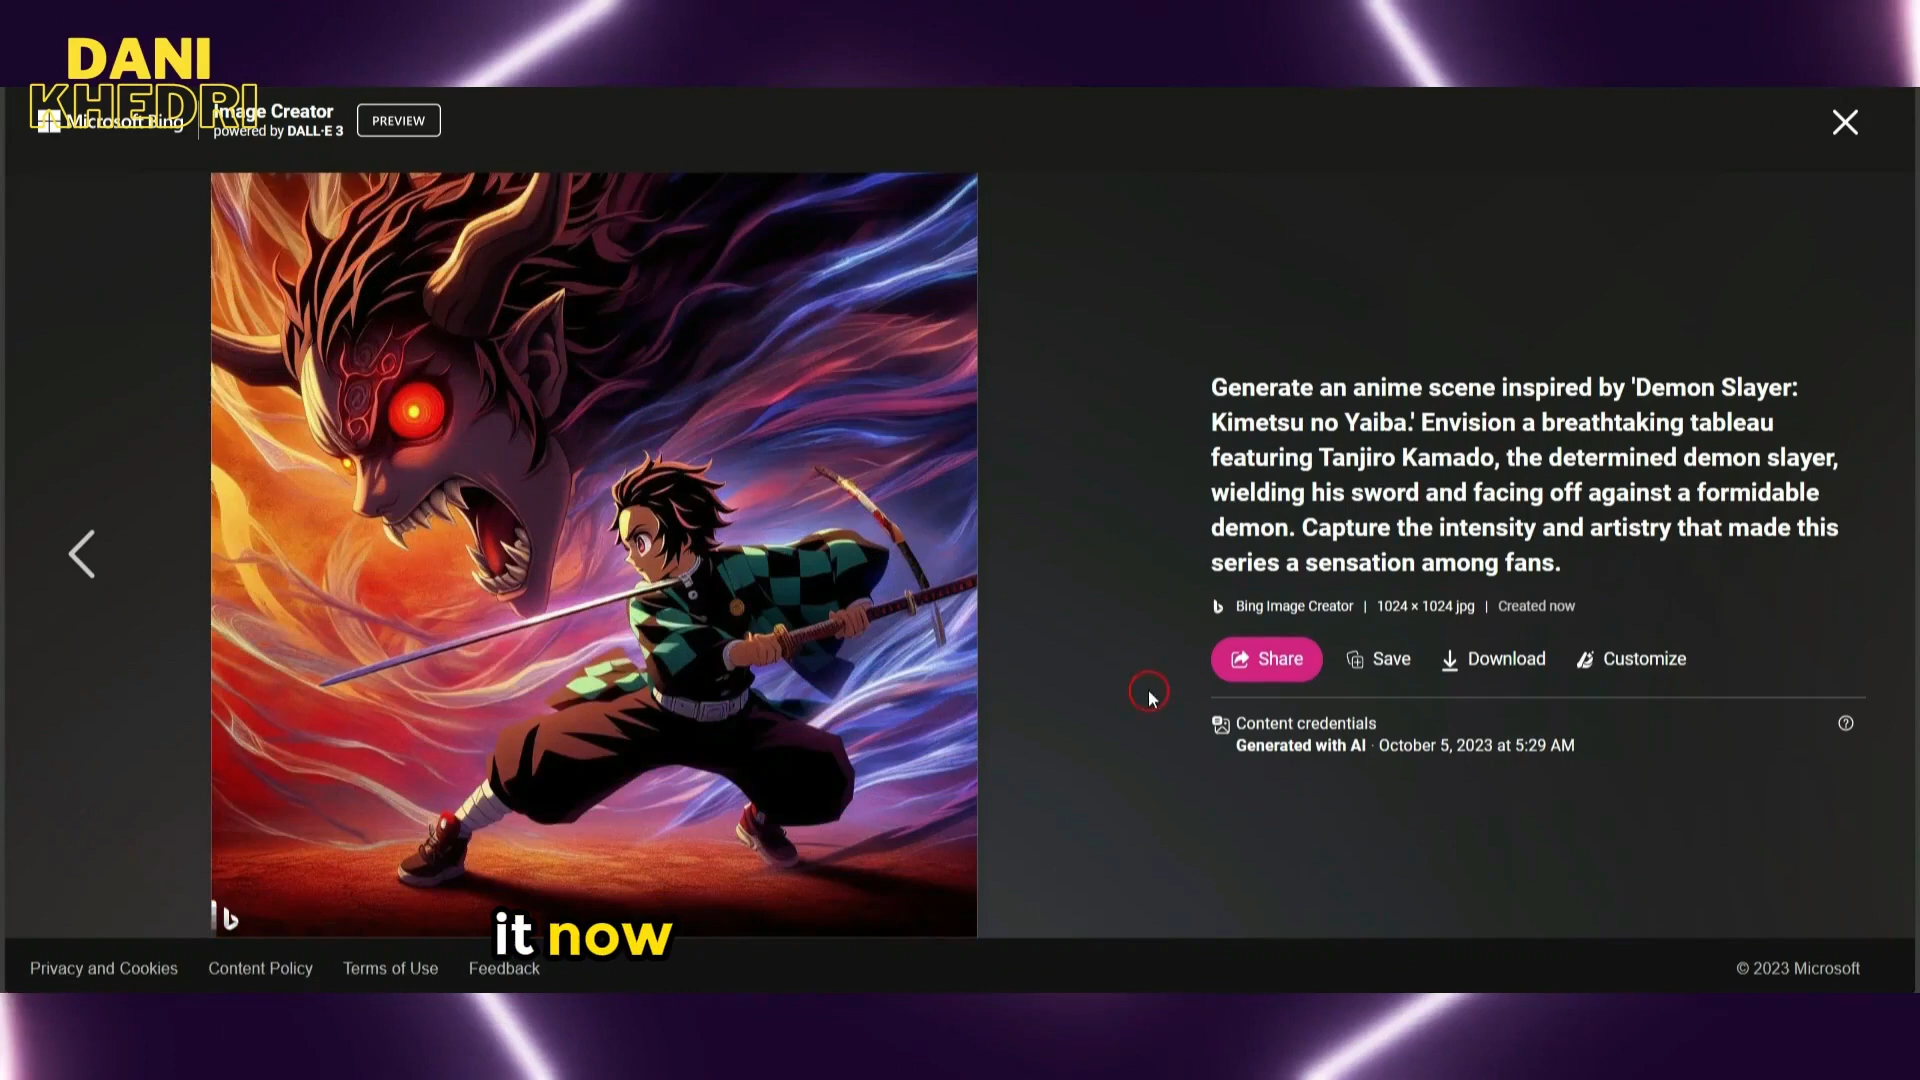 DANI
KHEDRI
Microsoft Bing
Image Creator
powered by DALL·E 3
PREVIEW
Generate an anime scene inspired by 'Demon Slayer:
Kimetsu no Yaiba.' Envision a breathtaking tableau
featuring Tanjiro Kamado, the determined demon slayer,
wielding his sword and facing off against a formidable
demon. Capture the intensity and artistry that made this
series a sensation among fans.
Bing Image Creator | 1024 × 1024 jpg | Created now
Share Save Download Customize
Content credentials
Generated with AI · October 5, 2023 at 5:29 AM
it now
Privacy and Cookies Content Policy Terms of Use Feedback © 2023 Microsoft